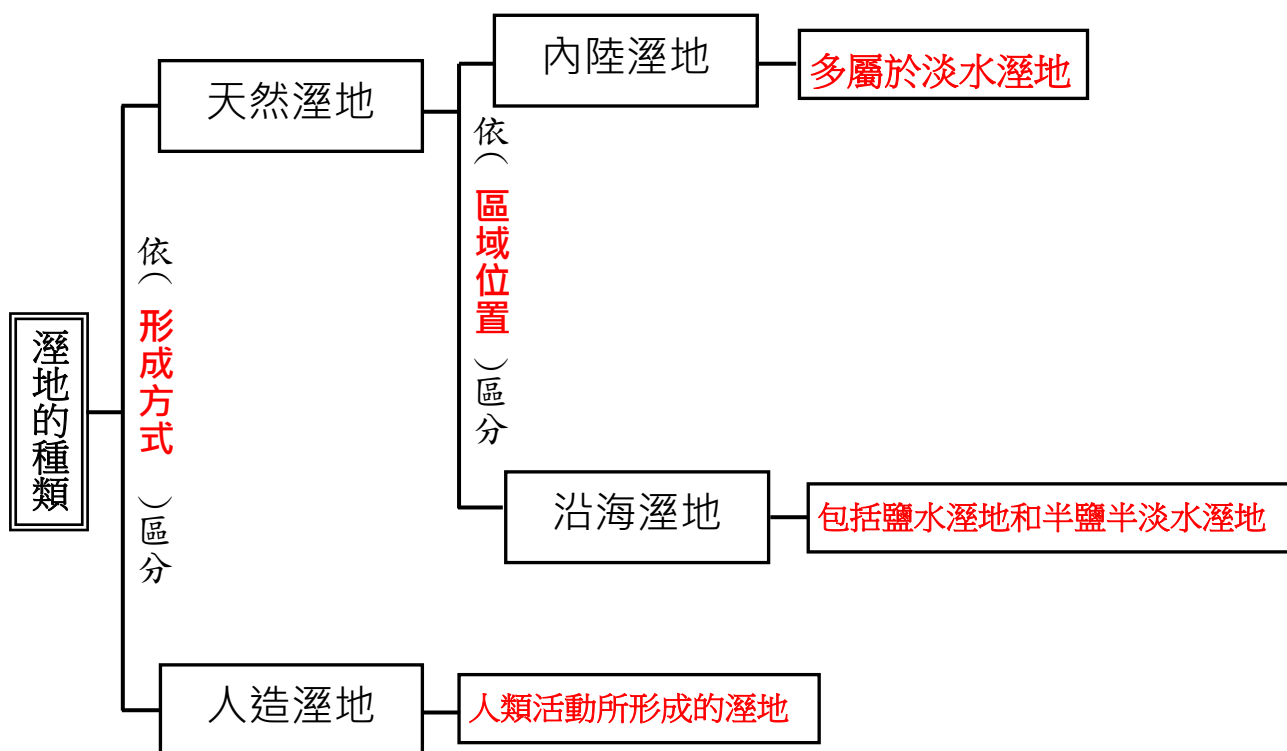 溼地的種類
依（形成方式）區分
天然溼地
依（區域位置）區分
內陸溼地
多屬於淡水溼地
沿海溼地
包括鹽水溼地和半鹽半淡水溼地
人造溼地
人類活動所形成的溼地